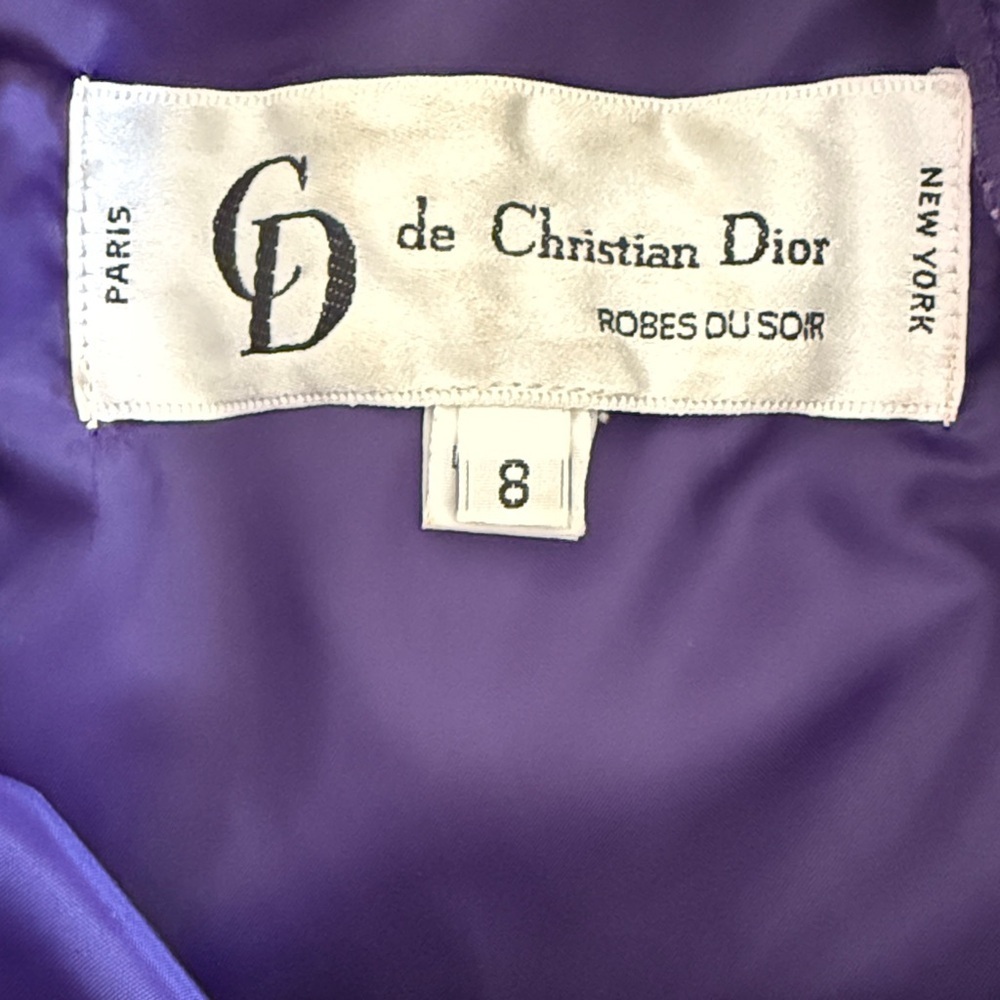 PARIS
CD de Christian Dior
ROBES DU SOIR
NEW YORK
8